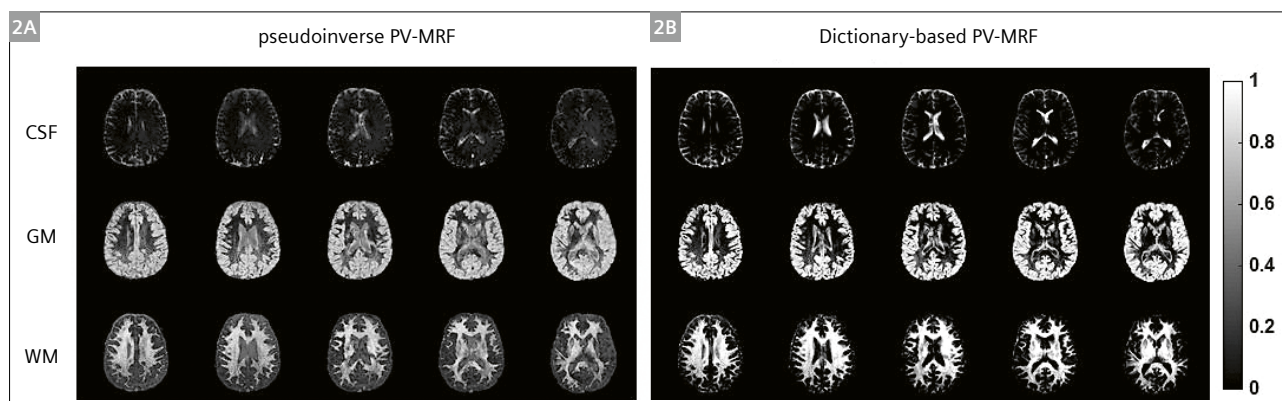 2A
pseudoinverse PV-MRF
2B
Dictionary-based PV-MRF
CSF
GM
WM
1
0.8
0.6
0.4
0.2
0